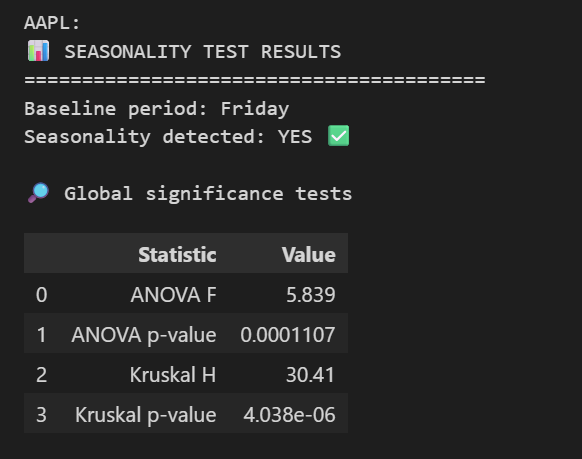 AAPL:
📊 SEASONALITY TEST RESULTS
========================================
Baseline period: Friday
Seasonality detected: YES ✅
🔎 Global significance tests
Statistic Value
0 ANOVA F 5.839
1 ANOVA p-value 0.0001107
2 Kruskal H 30.41
3 Kruskal p-value 4.038e-06